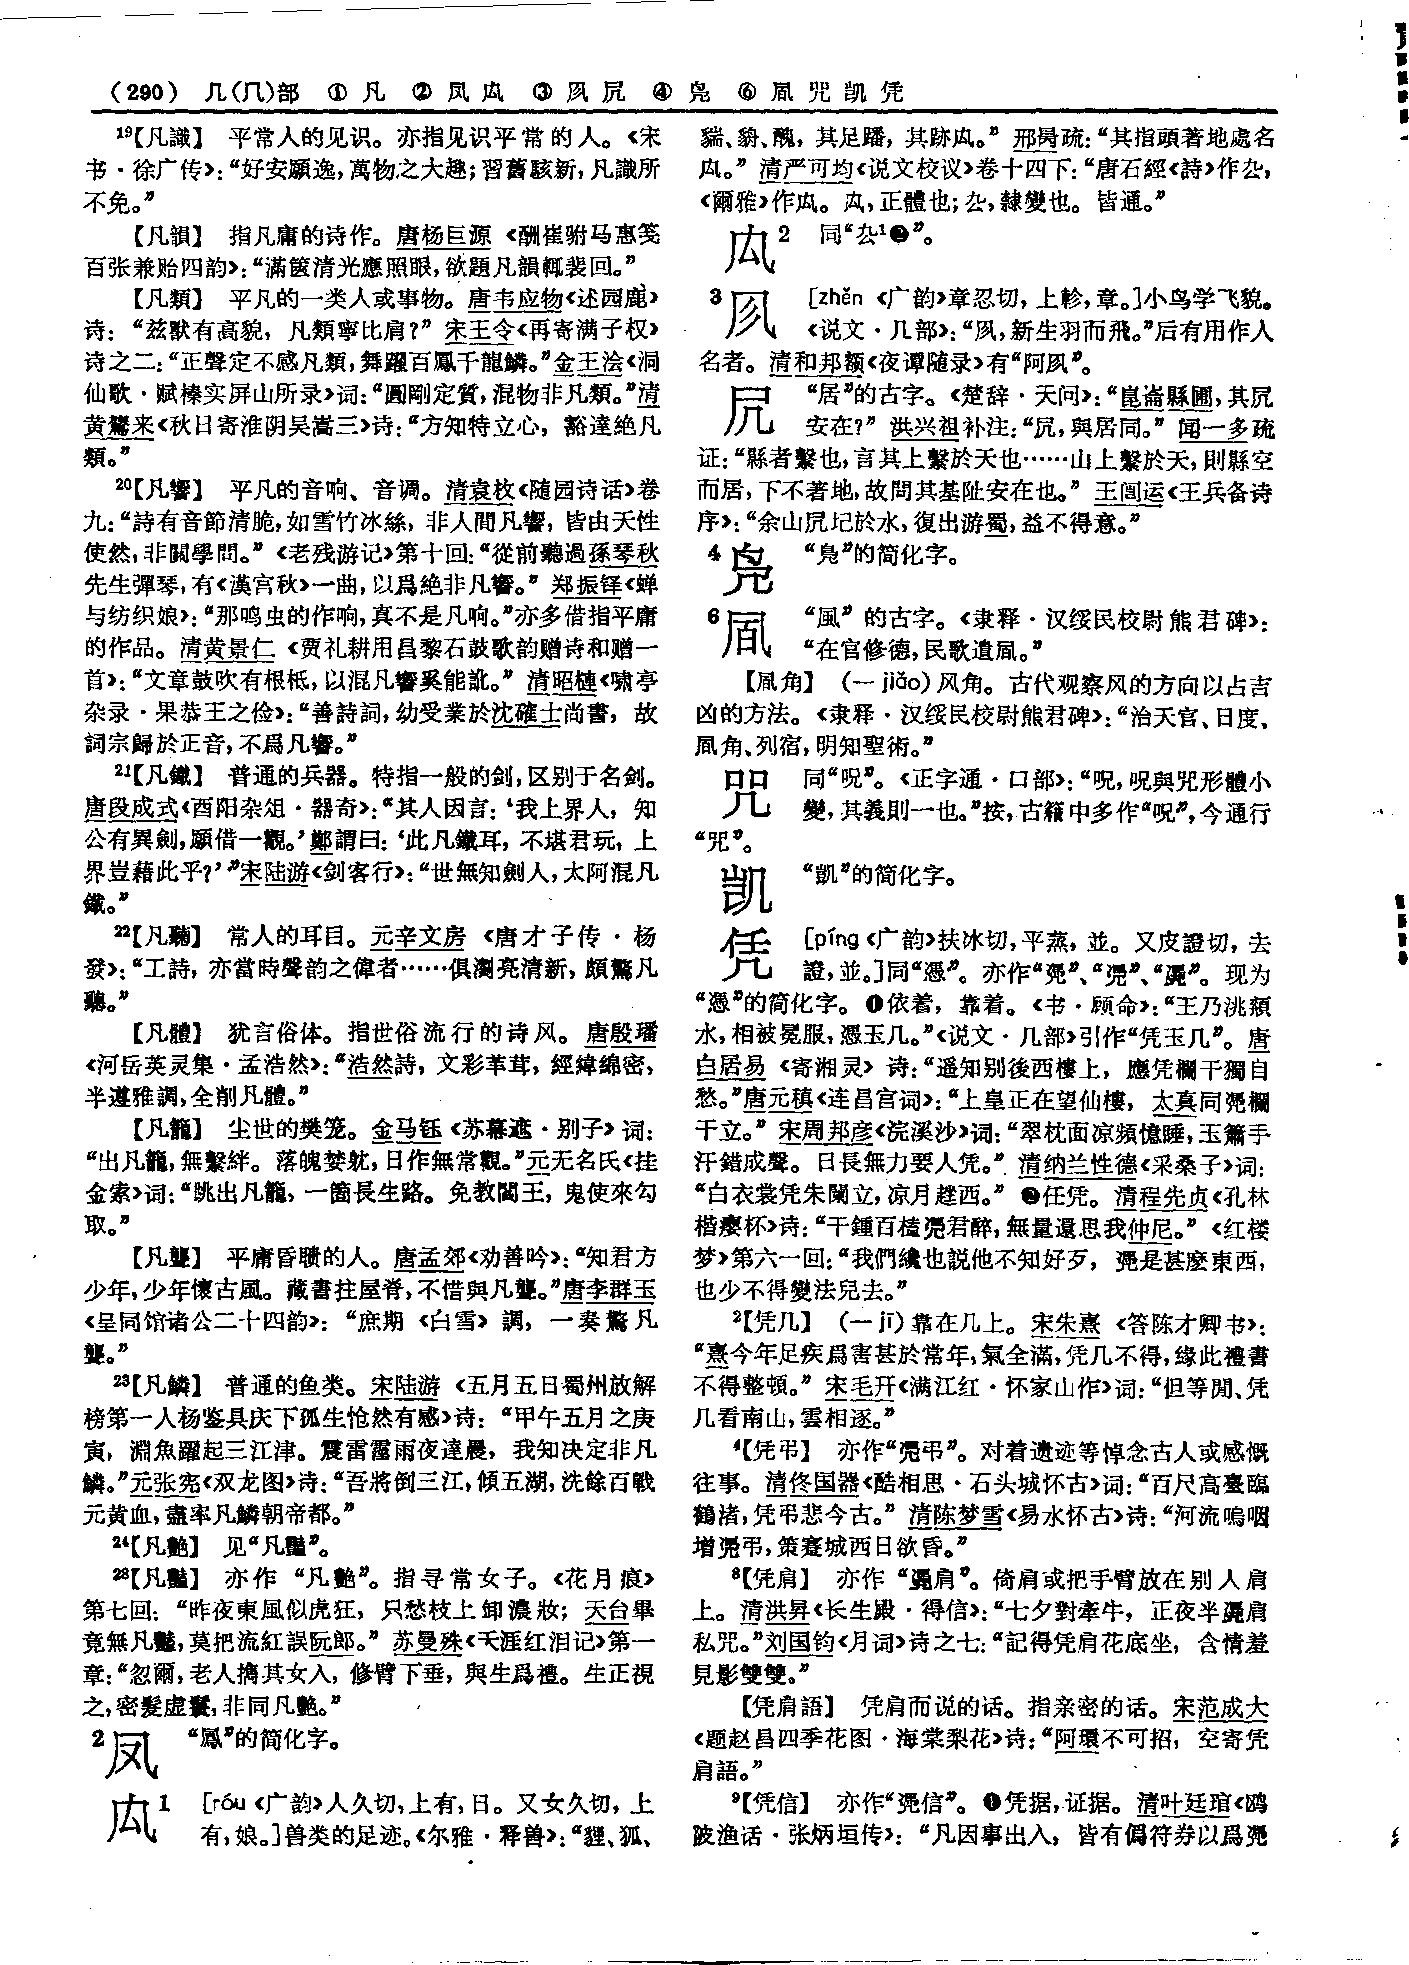 (290) 几(⺇)部 ①凡 ②凤禸 ③㐱凥 ④凫 ⑥凬咒凯凭
¹⁹【凡識】 平常人的见识。亦指见识平常的人。《宋
书·徐广传》：“好安願逸，萬物之大趣；習舊駭新，凡識所
不免。”
【凡韻】 指凡庸的诗作。唐杨巨源《酬崔驸马惠笺
百张兼贻四韵》：“滿篋清光應照眼，欲題凡韻輒裴回。”
【凡類】 平凡的一类人或事物。唐韦应物《述园鹿》
诗：“兹獸有高貌，凡類寧比肩？”宋王令《再寄满子权》
诗之二：“正聲定不感凡類，舞躍百鳳千龍鱗。”金王浍《洞
仙歌·赋榛实屏山所录》词：“圓剛定質，混物非凡類。”清
黄鷟来《秋日寄淮阴吴嵩三》诗：“方知特立心，豁達絶凡
類。”
²⁰【凡響】 平凡的音响、音调。清袁枚《随园诗话》卷
九：“詩有音節清脆，如雪竹冰絲，非人間凡響，皆由天性
使然，非關學問。”《老残游记》第十回：“從前聽過孫琴秋
先生彈琴，有《漢宫秋》一曲，以爲絶非凡響。”郑振铎《蝉
与纺织娘》：“那鸣虫的作响，真不是凡响。”亦多借指平庸
的作品。清黄景仁《贾礼耕用昌黎石鼓歌韵赠诗和赠一
首》：“文章鼓吹有根柢，以混凡響奚能訛。”清昭槤《啸亭
杂录·果恭王之俭》：“善詩詞，幼受業於沈確士尚書，故
詞宗歸於正音，不爲凡響。”
²¹【凡鐵】 普通的兵器。特指一般的剑，区别于名剑。
唐段成式《酉阳杂俎·器奇》：“其人因言：‘我上界人，知
公有異劍，願借一觀。’鄭謂曰：‘此凡鐵耳，不堪君玩，上
界豈藉此乎？’”宋陆游《剑客行》：“世無知劍人，太阿混凡
鐵。”
²²【凡聽】 常人的耳目。元辛文房《唐才子传·杨
發》：“工詩，亦當時聲韵之偉者……俱瀏亮清新，頗驚凡
聽。”
【凡體】 犹言俗体。指世俗流行的诗风。唐殷璠
《河岳英灵集·孟浩然》：“浩然詩，文彩䒠茸，經緯綿密，
半遵雅調，全削凡體。”
【凡籠】 尘世的樊笼。金马钰《苏幕遮·别子》词：
“出凡籠，無繫絆。落魄婪躭，日作無常觀。”元无名氏《挂
金索》词：“跳出凡籠，一箇長生路。免教閻王，鬼使來勾
取。”
【凡聾】 平庸昏聩的人。唐孟郊《劝善吟》：“知君方
少年，少年懷古風。藏書拄屋脊，不惜與凡聾。”唐李群玉
《呈同馆诸公二十四韵》：“庶期《白雪》調，一奏驚凡
聾。”
²³【凡鱗】 普通的鱼类。宋陆游《五月五日蜀州放解
榜第一人杨鉴具庆下孤生怆然有感》诗：“甲午五月之庚
寅，淵魚躍起三江津。震雷霪雨夜達晨，我知决定非凡
鱗。”元张宪《双龙图》诗：“吾將倒三江，傾五湖，洗餘百戰
元黄血，盡率凡鱗朝帝都。”
²⁴【凡艷】 见“凡豔”。
²⁸【凡豔】 亦作“凡艷”。指寻常女子。《花月痕》
第七回：“昨夜東風似虎狂，只愁枝上卸濃妝；天台畢
竟無凡豔，莫把流紅誤阮郎。”苏曼殊《天涯红泪记》第一
章：“忽爾，老人擕其女入，修臂下垂，與生爲禮。生正視
之，密髮虚鬟，非同凡艷。”
² 凤 “鳳”的简化字。
禸¹ [róu《广韵》人久切，上有，日。又女久切，上
有，娘。]兽类的足迹。《尔雅·释兽》：“貍、狐、
貒、貈、醜，其足蹯，其跡禸。”邢昺疏：“其指頭著地處名
禸。”清严可均《说文校议》卷十四下：“唐石經《詩》作厹，
《爾雅》作禸。禸，正體也；厹，隸變也。皆通。”
禸² 同“厹¹❷”。
³ [zhěn《广韵》章忍切，上軫，章。]小鸟学飞貌。
《说文·几部》：“，新生羽而飛。”后有用作人
名者。清和邦额《夜谭随录》有“阿”。
凥 “居”的古字。《楚辞·天问》：“崑崙縣圃，其凥
安在？”洪兴祖补注：“凥，與居同。”闻一多疏
证：“縣者繫也，言其上繫於天也……山上繫於天，則縣空
而居，下不著地，故問其基阯安在也。”王闿运《王兵备诗
序》：“余山凥圮於水，復出游蜀，益不得意。”
⁴ 凫 “鳧”的简化字。
⁶ 凬 “風”的古字。《隶释·汉绥民校尉熊君碑》：
“在官修德，民歌遺凬。”
【凬角】 （一 jiǎo）风角。古代观察风的方向以占吉
凶的方法。《隶释·汉绥民校尉熊君碑》：“治天官、日度，
凬角、列宿，明知聖術。”
咒 同“呪”。《正字通·口部》：“呪，呪與咒形體小
變，其義則一也。”按，古籍中多作“呪”，今通行
“咒”。
凯 “凱”的简化字。
凭 [píng《广韵》扶冰切，平蒸，並。又皮證切，去
證，並。]同“憑”。亦作“凴”、“凴”、“凴”。现为
“憑”的简化字。❶依着，靠着。《书·顾命》：“王乃洮頮
水，相被冕服，憑玉几。”《说文·几部》引作“凭玉几”。唐
白居易《寄湘灵》诗：“遥知别後西樓上，應凭欄干獨自
愁。”唐元稹《连昌宫词》：“上皇正在望仙樓，太真同凴欄
干立。”宋周邦彦《浣溪沙》词：“翠枕面凉頻憶睡，玉簫手
汗錯成聲。日長無力要人凭。”清纳兰性德《采桑子》词：
“白衣裳凭朱闌立，凉月趖西。”❷任凭。清程先贞《孔林
楷瘿杯》诗：“千鍾百榼凴君醉，無量還思我仲尼。”《红楼
梦》第六一回：“我們纔也説他不知好歹，凴是甚麽東西，
也少不得變法兒去。”
²【凭几】 （一 jī）靠在几上。宋朱熹《答陈才卿书》：
“熹今年足疾爲害甚於常年，氣全滿，凭几不得，缘此禮書
不得整頓。”宋毛开《满江红·怀家山作》词：“但等閒、凭
几看南山，雲相逐。”
⁴【凭弔】 亦作“凴弔”。对着遗迹等悼念古人或感慨
往事。清佟国器《酷相思·石头城怀古》词：“百尺高臺臨
鶴渚，凭弔悲今古。”清陈梦雪《易水怀古》诗：“河流嗚咽
增凴弔，策蹇城西日欲昏。”
⁸【凭肩】 亦作“凴肩”。倚肩或把手臂放在别人肩
上。清洪昇《长生殿·得信》：“七夕對牽牛，正夜半凴肩
私咒。”刘国钧《月词》诗之七：“記得凭肩花底坐，含情羞
見影雙雙。”
【凭肩語】 凭肩而说的话。指亲密的话。宋范成大
《题赵昌四季花图·海棠梨花》诗：“阿環不可招，空寄凭
肩語。”
⁹【凭信】 亦作“凴信”。❶凭据，证据。清叶廷琯《鸥
陂渔话·张炳垣传》：“凡因事出入，皆有僞符券以爲凴